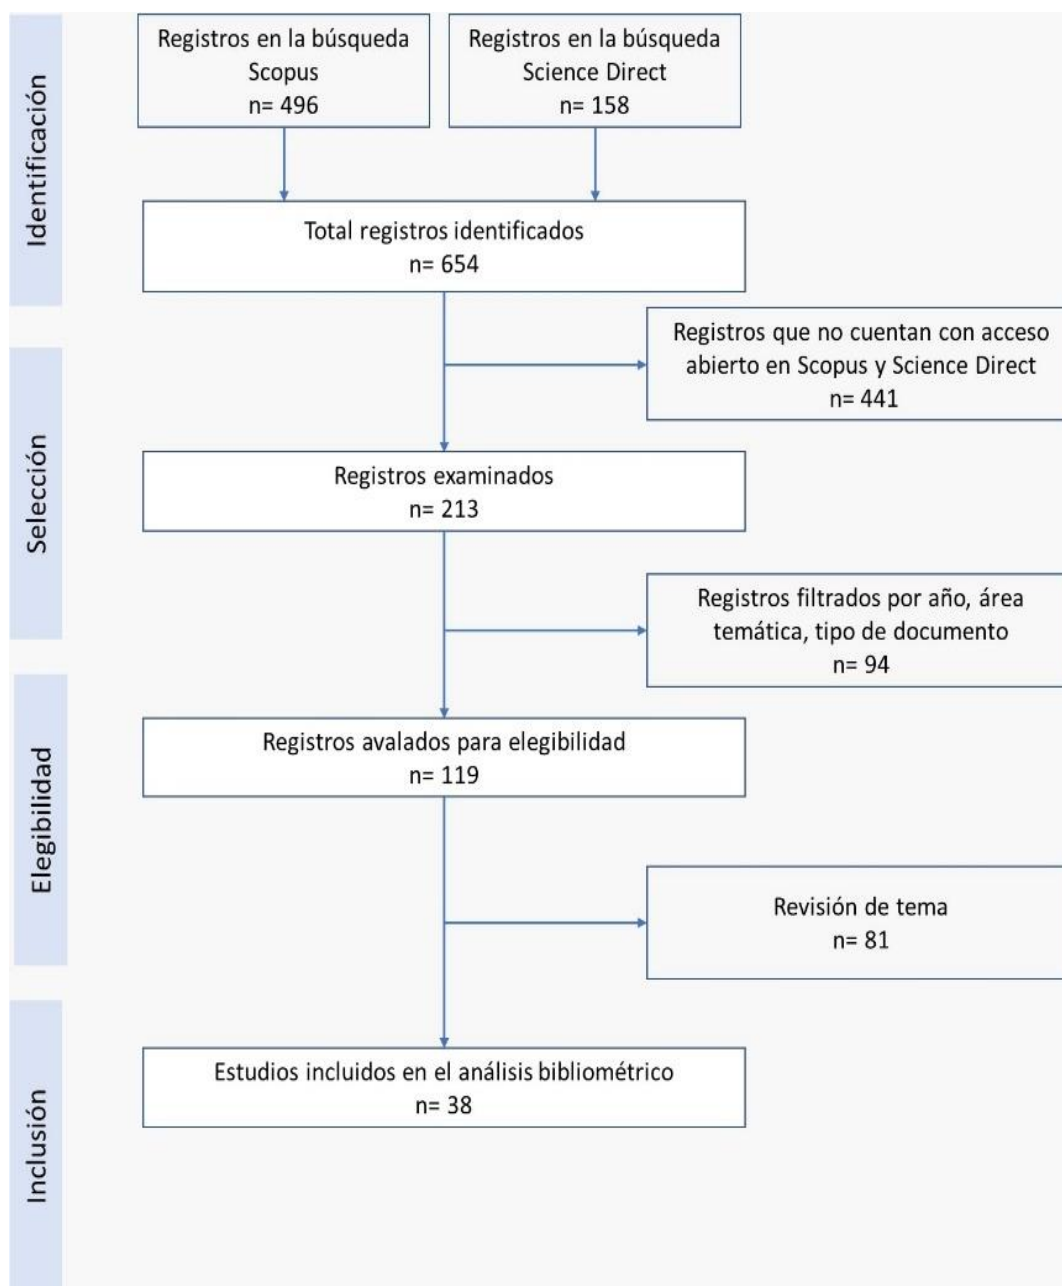 Identificación
Registros en la búsqueda
Scopus
n= 496
Registros en la búsqueda
Science Direct
n= 158
Total registros identificados
n= 654
Registros que no cuentan con acceso
abierto en Scopus y Science Direct
n= 441
Selección
Registros examinados
n= 213
Registros filtrados por año, área
temática, tipo de documento
n= 94
Elegibilidad
Registros avalados para elegibilidad
n= 119
Revisión de tema
n= 81
Inclusión
Estudios incluidos en el análisis bibliométrico
n= 38